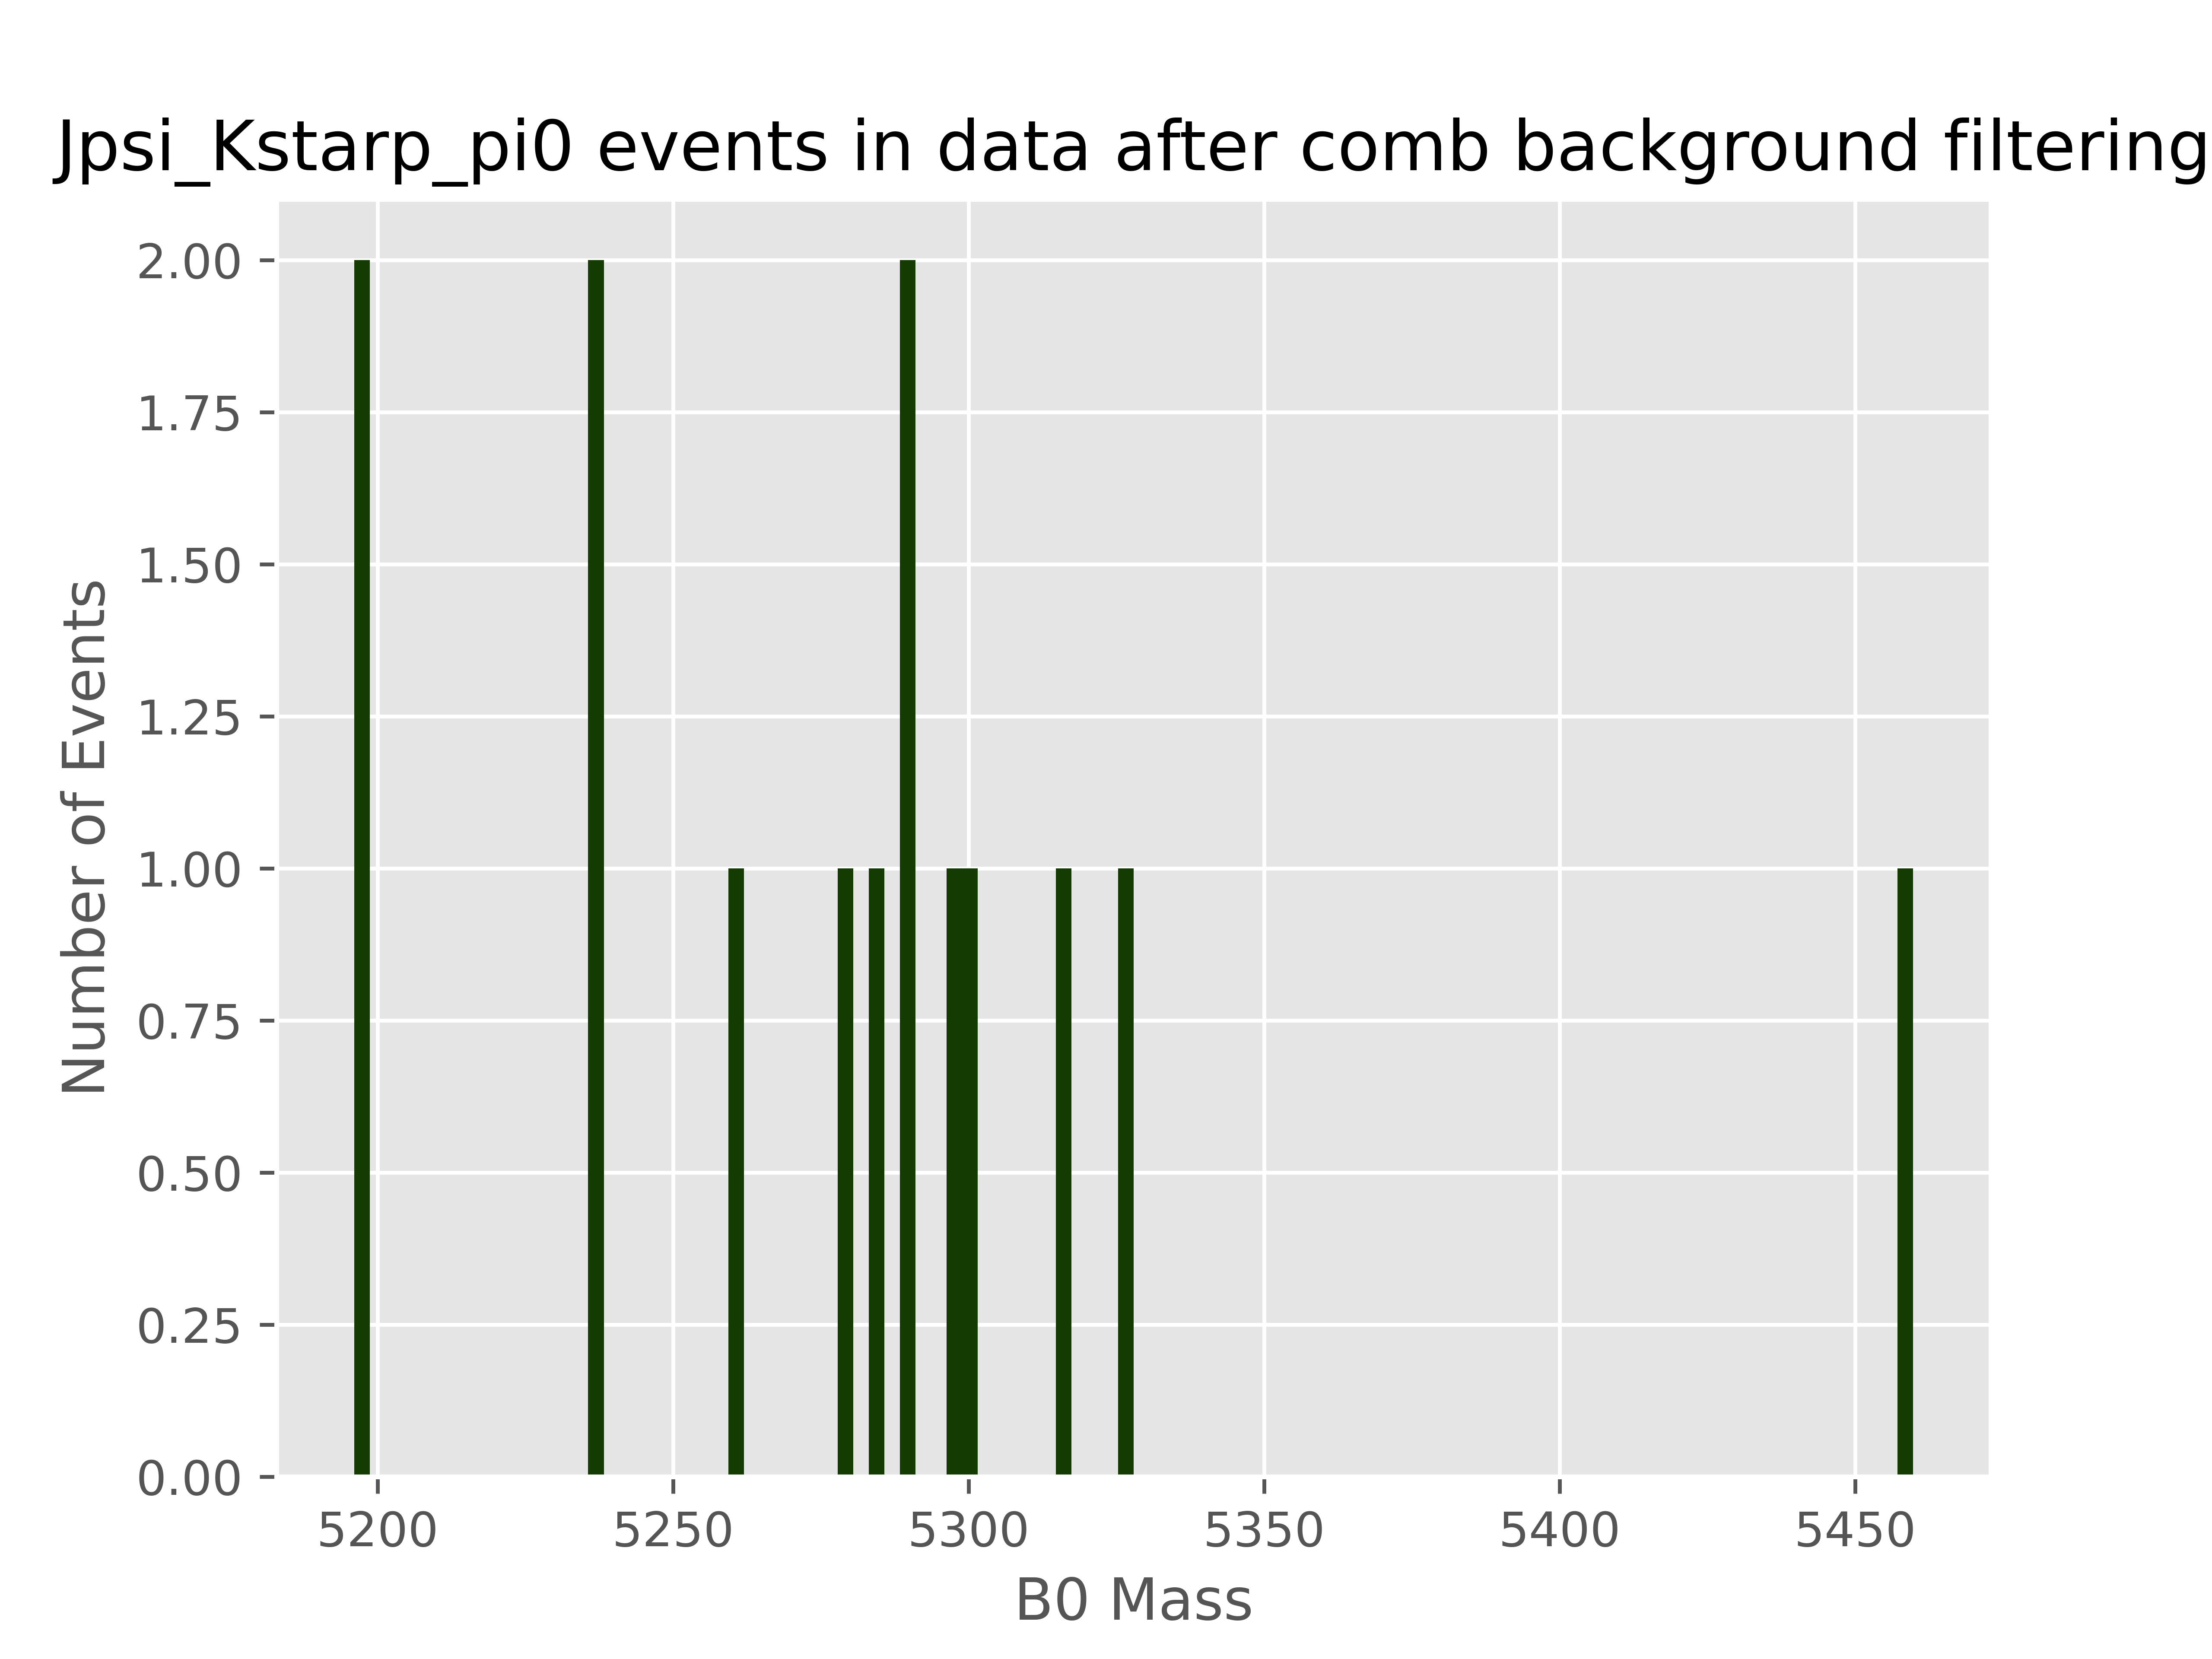 Jpsi_Kstarp_pi0 events in data after comb background filtering
2.00
1.75
1.50
1.25
1.00
0.75
0.50
0.25
0.00
Number of Events
5200 5250 5300 5350 5400 5450
B0 Mass